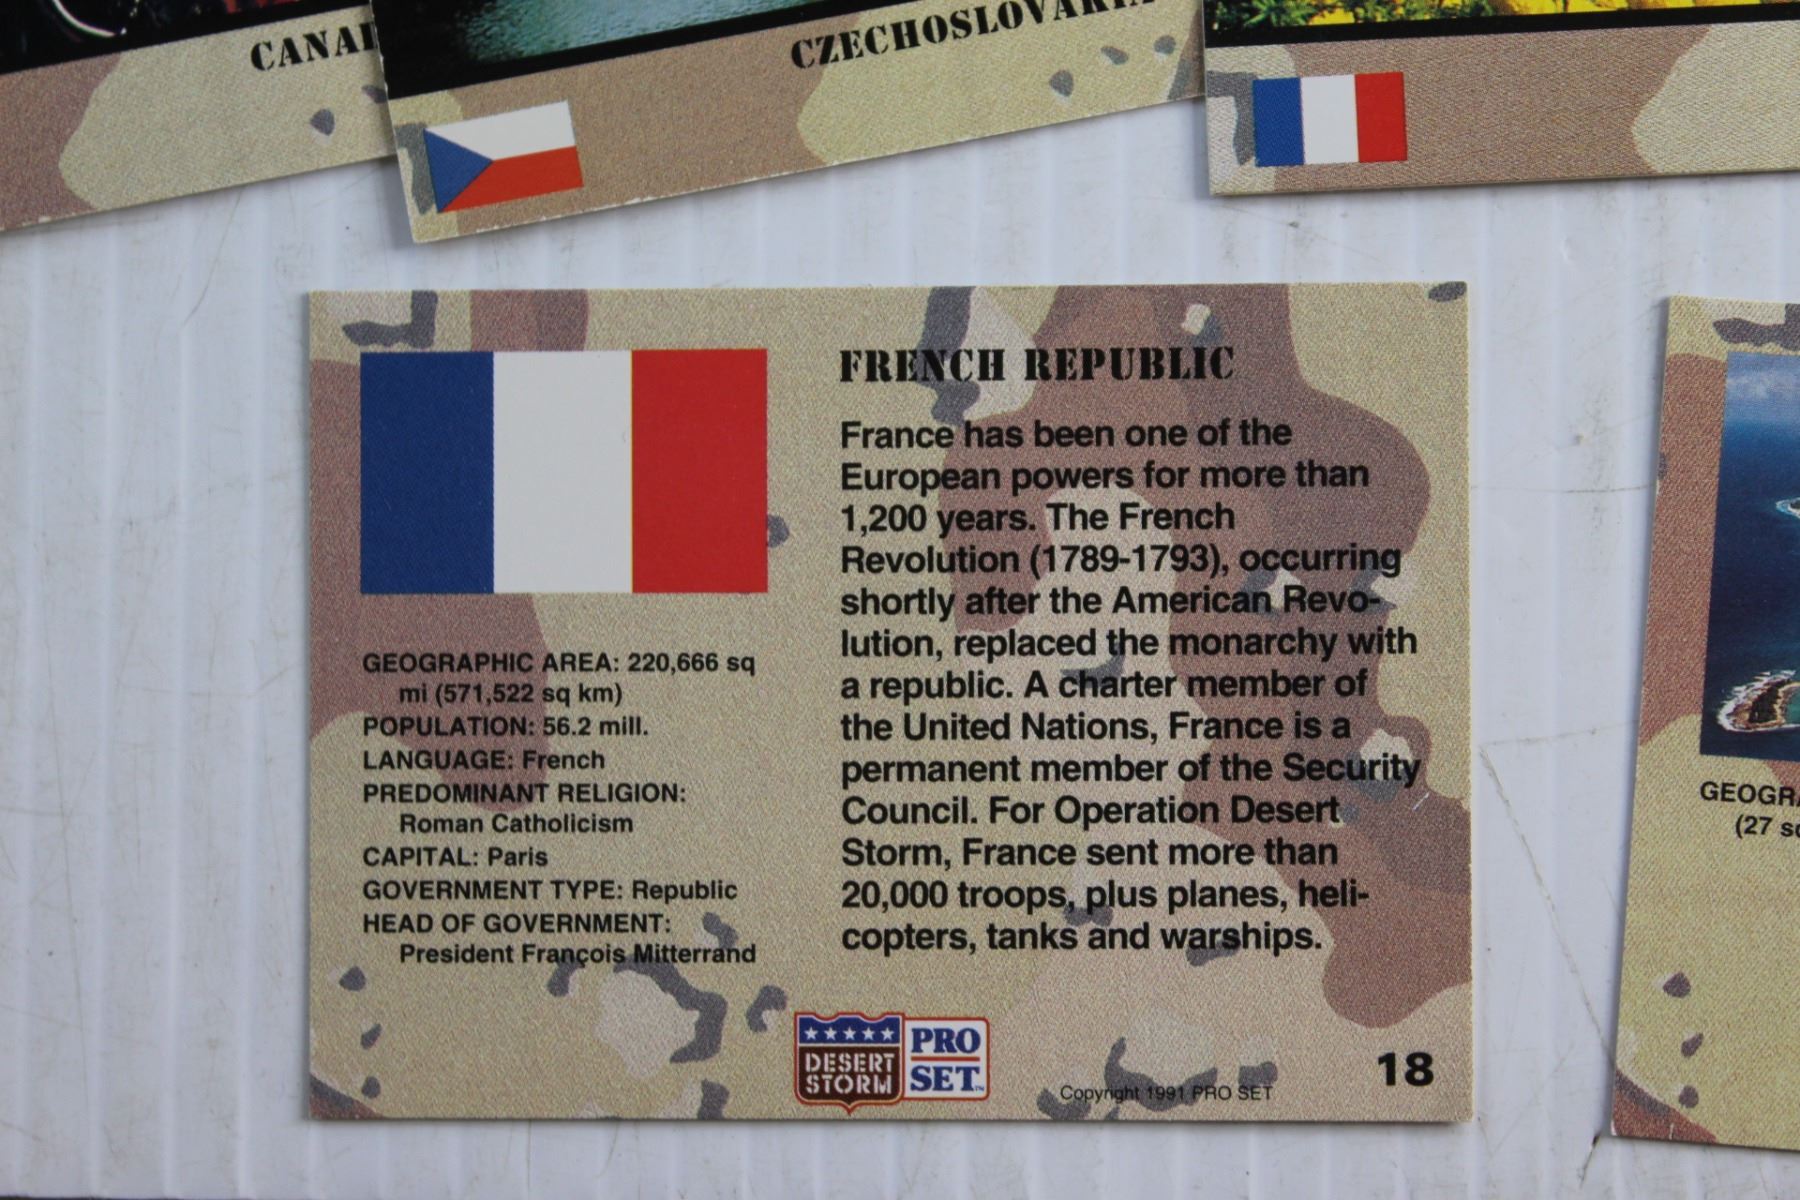 CZECHOSLOVAKIA
FRENCH REPUBLIC
France has been one of the
European powers for more than
1,200 years. The French
Revolution (1789-1793), occurring
shortly after the American Revo-
lution, replaced the monarchy with
a republic. A charter member of
the United Nations, France is a
permanent member of the Security
Council. For Operation Desert
Storm, France sent more than
20,000 troops, plus planes, heli-
copters, tanks and warships.
GEOGRAPHIC AREA: 220,666 sq
mi (571,522 sq km)
POPULATION: 56.2 mill.
LANGUAGE: French
PREDOMINANT RELIGION:
Roman Catholicism
CAPITAL: Paris
GOVERNMENT TYPE: Republic
HEAD OF GOVERNMENT:
President François Mitterrand
DESERT
STORM
PRO
SET™
Copyright 1991 PRO SET
18
(27